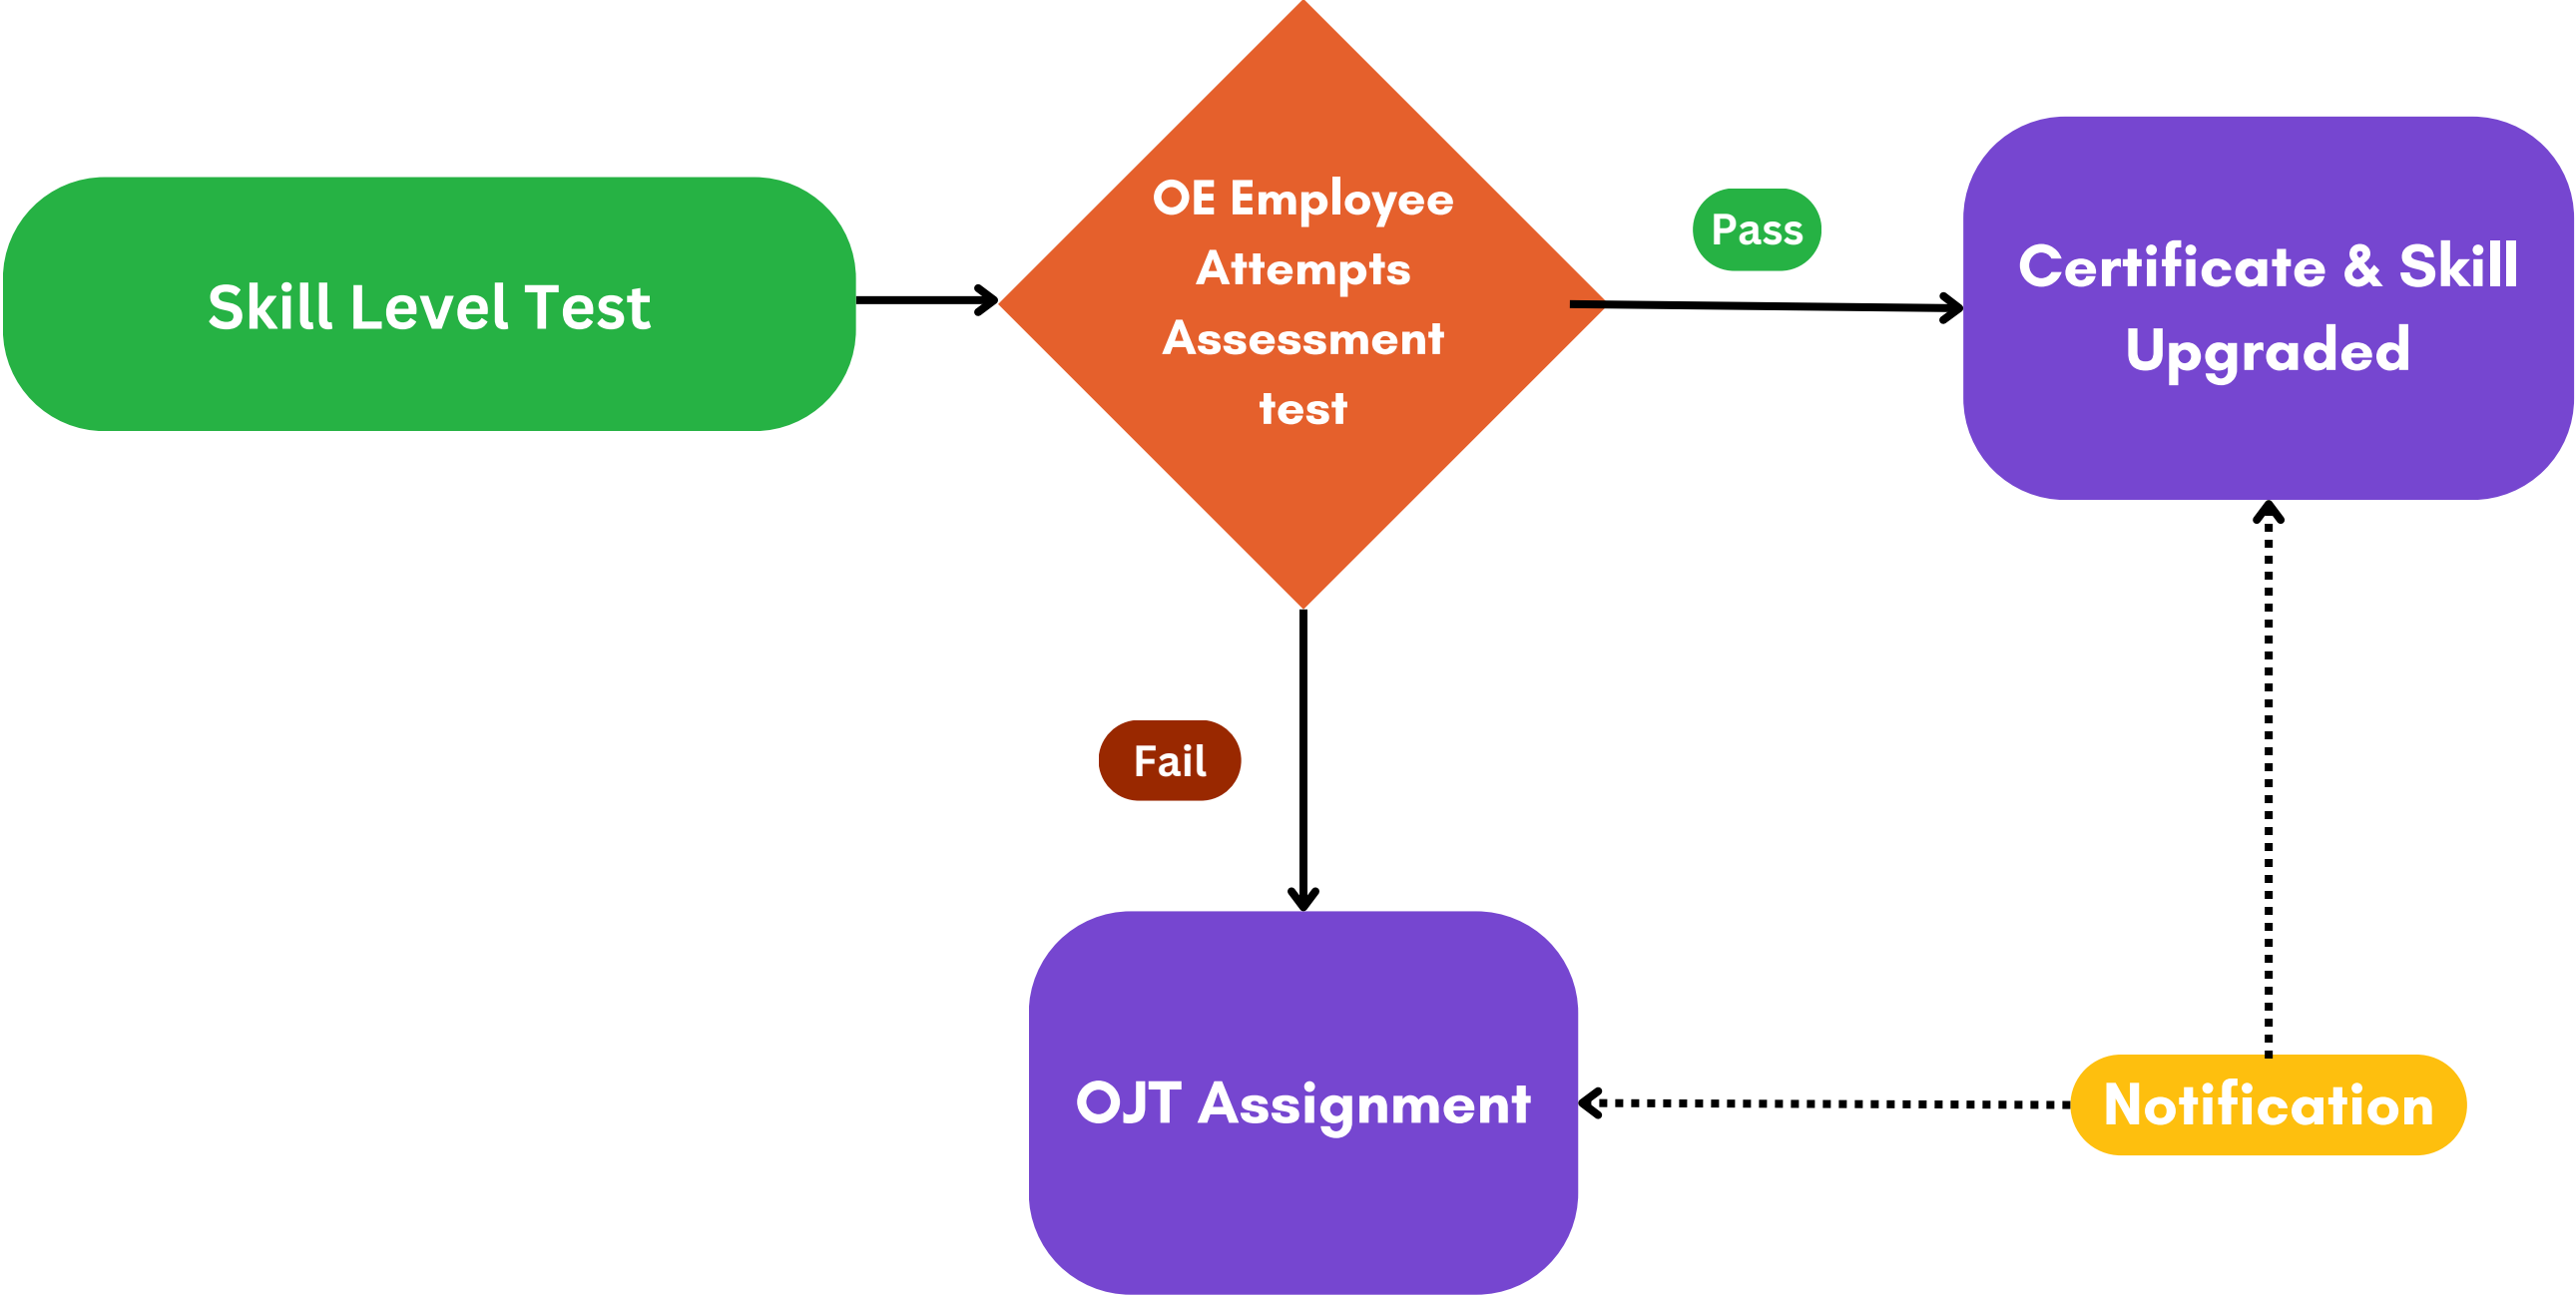 Skill Level Test
OE Employee
Attempts
Assessment
test
Pass
Certificate & Skill
Upgraded
Fail
OJT Assignment
Notification